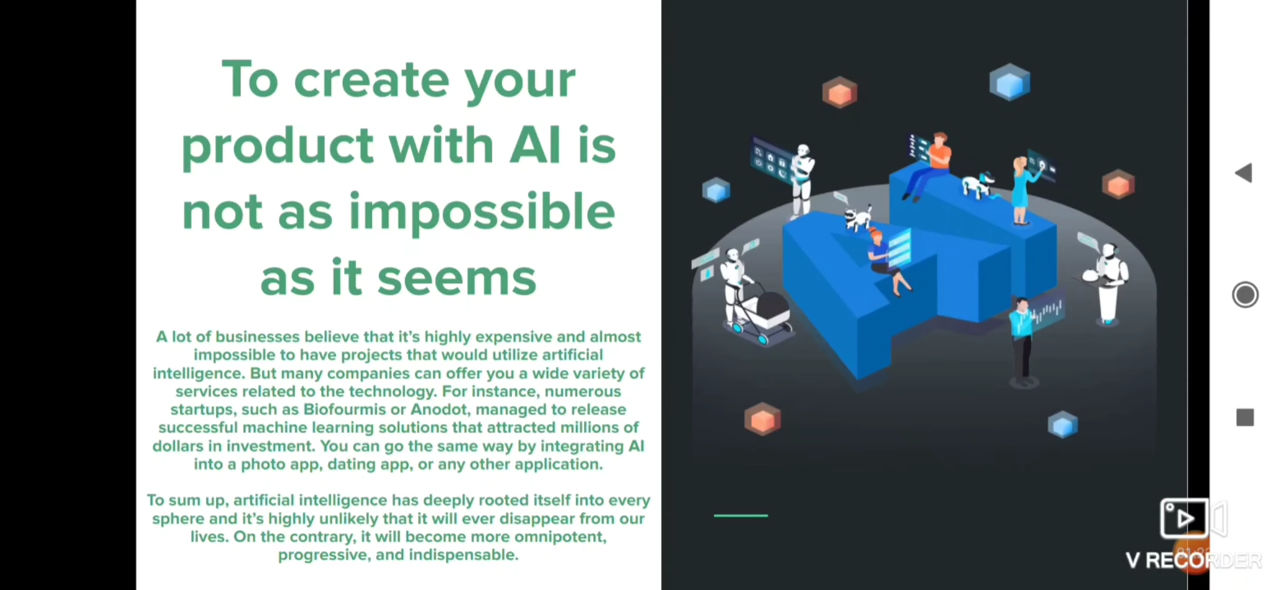 To create your
product with AI is
not as impossible
as it seems
A lot of businesses believe that it's highly expensive and almost
impossible to have projects that would utilize artificial
intelligence. But many companies can offer you a wide variety of
services related to the technology. For instance, numerous
startups, such as Biofourmis or Anodot, managed to release
successful machine learning solutions that attracted millions of
dollars in investment. You can go the same way by integrating AI
into a photo app, dating app, or any other application.
To sum up, artificial intelligence has deeply rooted itself into every
sphere and it's highly unlikely that it will ever disappear from our
lives. On the contrary, it will become more omnipotent,
progressive, and indispensable.
AI
V RECORDER